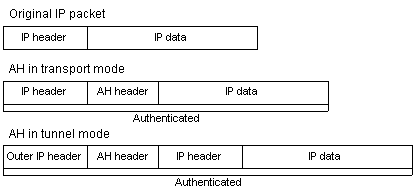 Original IP packet
IP header IP data
AH in transport mode
IP header AH header IP data
Authenticated
AH in tunnel mode
Outer IP header AH header IP header IP data
Authenticated